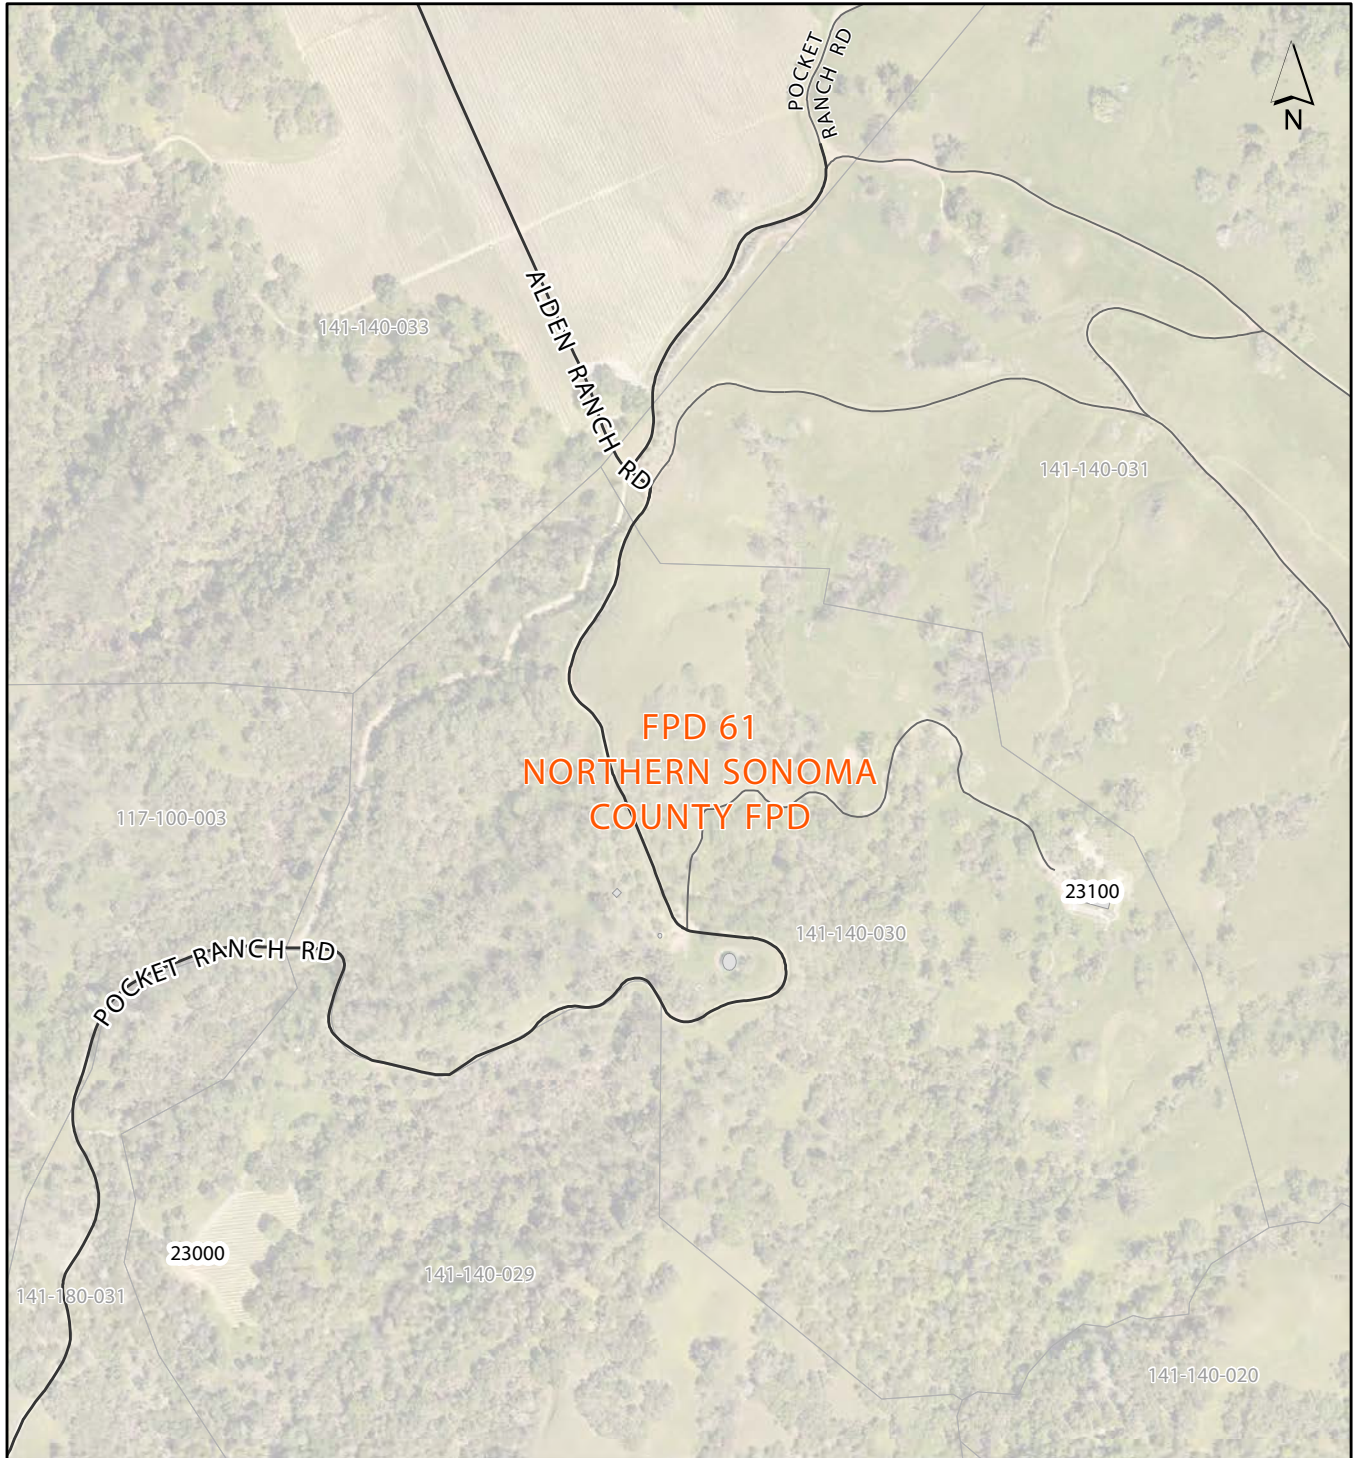 POCKET
RANCH RD
N
ALDEN RANCH RD
141-140-033
141-140-031
FPD 61
NORTHERN SONOMA
COUNTY FPD
117-100-003
23100
141-140-030
POCKET RANCH RD
23000
141-140-029
141-180-031
141-140-020